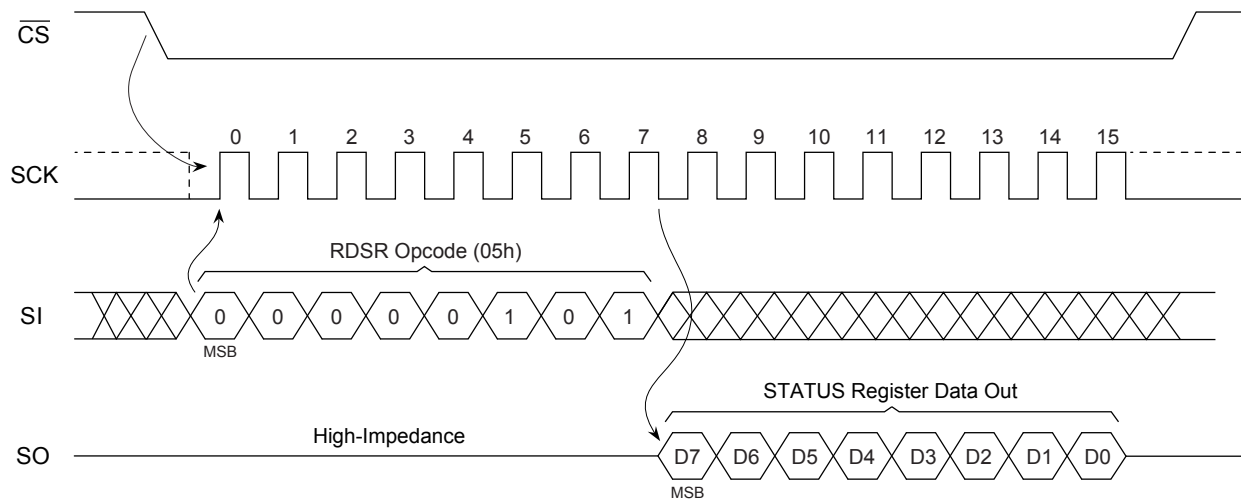 CS
0 1 2 3 4 5 6 7 8 9 10 11 12 13 14 15
SCK
RDSR Opcode (05h)
SI 0 0 0 0 0 1 0 1
MSB
STATUS Register Data Out
High-Impedance
SO D7 D6 D5 D4 D3 D2 D1 D0
MSB